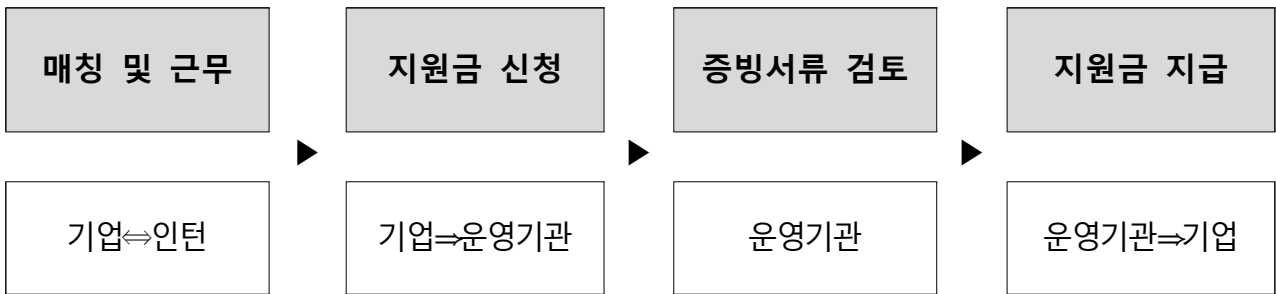 매칭 및 근무
지원금 신청
증빙서류 검토
지원금 지급
▶
▶
▶
기업⇔인턴
기업⇒운영기관
운영기관
운영기관⇒기업